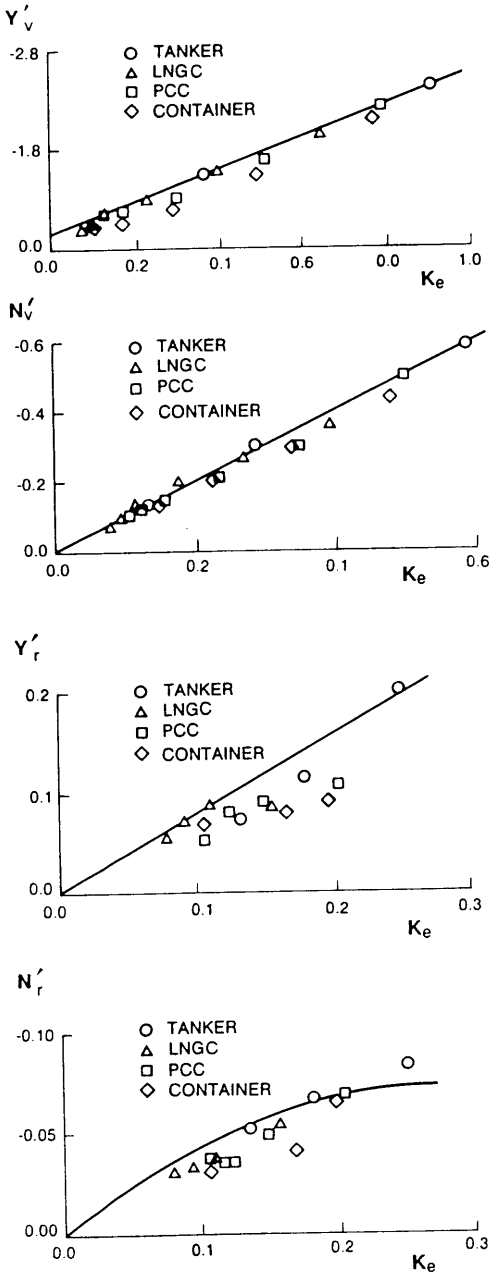 Y′v
-2.8
○ TANKER
△ LNGC
□ PCC
◇ CONTAINER
-1.8
0.0
0.0 0.2 0.1 0.6 0.0 1.0
Ke
N′v
-0.6
○ TANKER
△ LNGC
□ PCC
◇ CONTAINER
-0.4
-0.2
0.0
0.0 0.2 0.1 0.6
Ke
Y′r
0.2
○ TANKER
△ LNGC
□ PCC
◇ CONTAINER
0.1
0.0
0.0 0.1 0.2 0.3
Ke
N′r
-0.10
○ TANKER
△ LNGC
□ PCC
◇ CONTAINER
-0.05
0.00
0.0 0.1 0.2 0.3
Ke